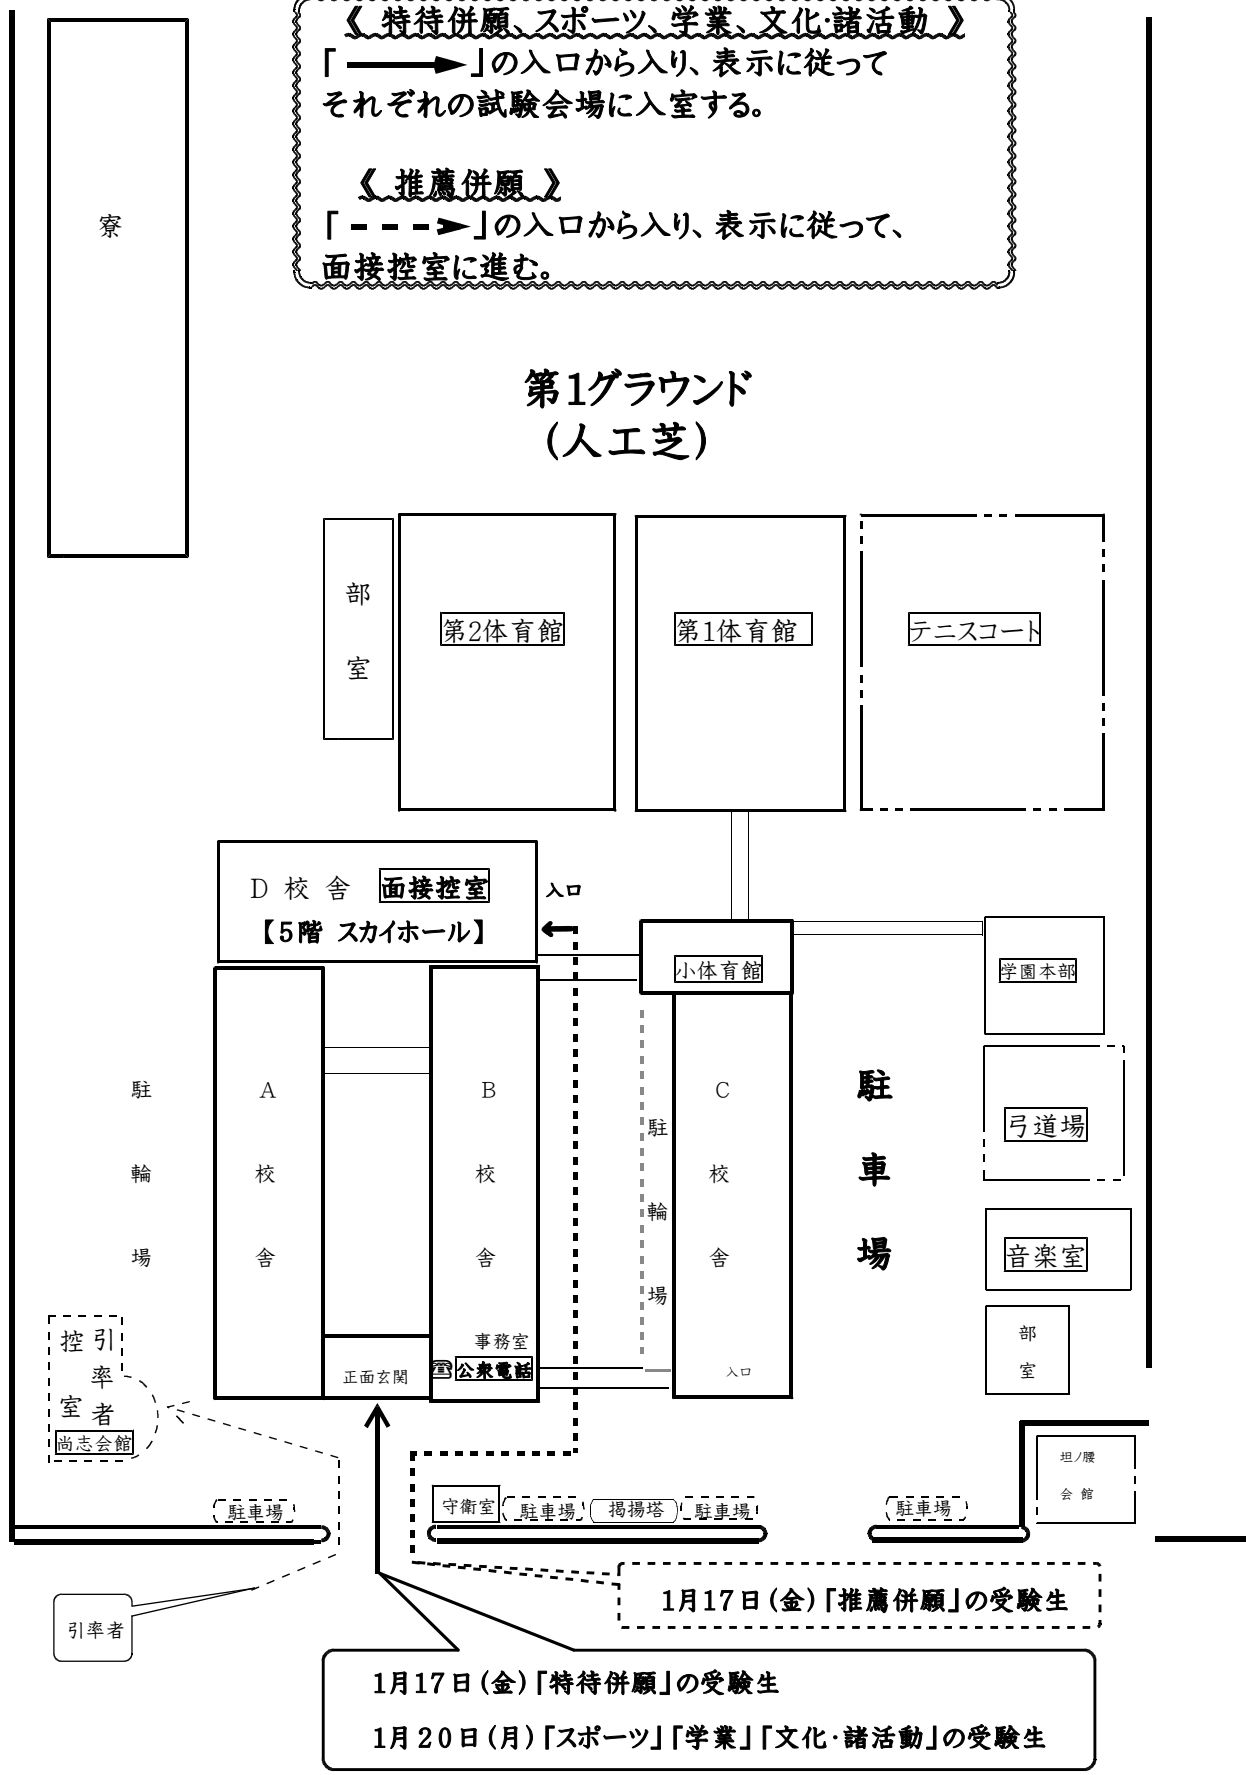 《 特待併願、スポーツ、学業、文化・諸活動 》
「 」の入口から入り、表示に従って
それぞれの試験会場に入室する。
《 推薦併願 》
「 」の入口から入り、表示に従って、
面接控室に進む。
寮
第1グラウンド
(人工芝)
部室
第2体育館
第1体育館
テニスコート
D 校 舎 面接控室
【5階 スカイホール】
入口
小体育館
学園本部
駐輪場
A校舎
B校舎
駐輪場
C校舎
駐車場
弓道場
音楽室
部室
事務室
☎公衆電話
正面玄関
入口
引率者
控室
尚志会館
坦ノ腰
会 館
駐車場
守衛室
駐車場
掲揚塔
駐車場
駐車場
引率者
1月17日(金)「推薦併願」の受験生
1月17日(金)「特待併願」の受験生
1月20日(月)「スポーツ」「学業」「文化・諸活動」の受験生